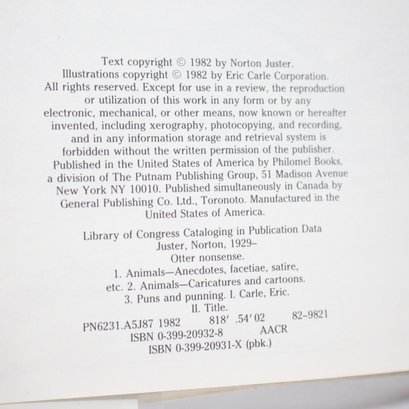 Text copyright © 1982 by Norton Juster.
Illustrations copyright © 1982 by Eric Carle Corporation.
All rights reserved. Except for use in a review, the reproduction
or utilization of this work in any form or by any
electronic, mechanical, or other means, now known or hereafter
invented, including xerography, photocopying, and recording,
and in any information storage and retrieval system is
forbidden without the written permission of the publisher.
Published in the United States of America by Philomel Books,
a division of The Putnam Publishing Group, 51 Madison Avenue
New York NY 10010. Published simultaneously in Canada by
General Publishing Co. Ltd., Toronoto. Manufactured in the
United States of America.
Library of Congress Cataloging in Publication Data
Juster, Norton, 1929–
Otter nonsense.
1. Animals—Anecdotes, facetiae, satire,
etc. 2. Animals—Caricatures and cartoons.
3. Puns and punning. I. Carle, Eric.
II. Title.
PN6231.A5J87 1982 818′ .54′ 02 82-9821
ISBN 0-399-20932-8 AACR
ISBN 0-399-20931-X (pbk.)